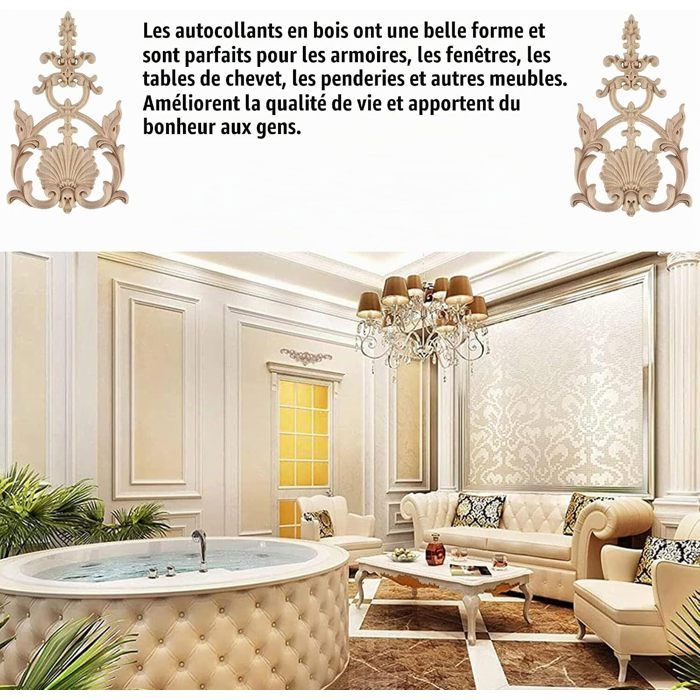 Les autocollants en bois ont une belle forme et
sont parfaits pour les armoires, les fenêtres, les
tables de chevet, les penderies et autres meubles.
Améliorent la qualité de vie et apportent du
bonheur aux gens.